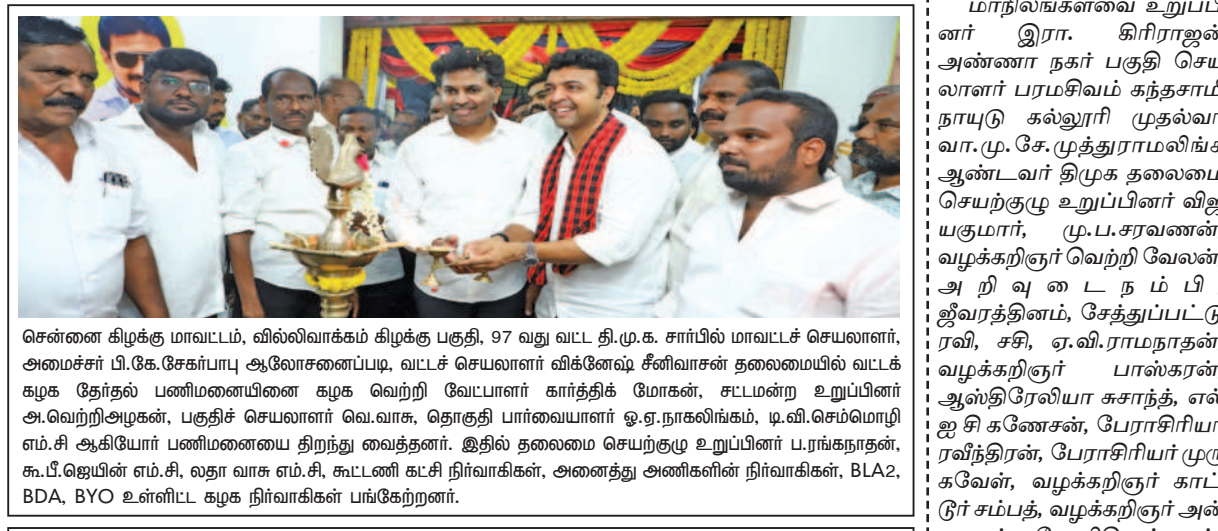 சென்னை கிழக்கு மாவட்டம், வில்லிவாக்கம் கிழக்கு பகுதி, 97 வது வட்ட தி.மு.க. சார்பில் மாவட்டச் செயலாளர்,
அமைச்சர் பி.கே.சேகர்பாபு ஆலோசனைப்படி, வட்டச் செயலாளர் விக்னேஷ் சீனிவாசன் தலைமையில் வட்டக்
கழக தேர்தல் பணிமனையினை கழக வெற்றி வேட்பாளர் கார்த்திக் மோகன், சட்டமன்ற உறுப்பினர்
அ.வெற்றிஅழகன், பகுதிச் செயலாளர் வெ.வாசு, தொகுதி பார்வையாளர் ஓ.ஏ.நாகலிங்கம், டி.வி.செம்மொழி
எம்.சி ஆகியோர் பணிமனையை திறந்து வைத்தனர். இதில் தலைமை செயற்குழு உறுப்பினர் ப.ரங்கநாதன்,
கூ.பீ.ஜெயின் எம்.சி, லதா வாசு எம்.சி, கூட்டணி கட்சி நிர்வாகிகள், அனைத்து அணிகளின் நிர்வாகிகள், BLA2,
BDA, BYO உள்ளிட்ட கழக நிர்வாகிகள் பங்கேற்றனர்.
மாநிலங்களவை
னர் இரா. கிரிராஜன்
அண்ணா நகர் பகுதி செய
லாளர் பரமசிவம் கந்தசாமி
நாயுடு கல்லூரி
வா.மு.சே.முத்துராமலிங்க
ஆண்டவர் திமுக தலைமை
செயற்குழு உறுப்பினர் விஜ
யகுமார், மு.ப.சரவணன்
வழக்கறிஞர் வெற்றி வேலன்
அ றி வு டை ந ம் பி
ஜீவரத்தினம், சேத்துப்பட்டு
ரவி, சசி, ஏ.வி.ராமநாதன்
வழக்கறிஞர் பாஸ்கரன்
ஆஸ்திரேலியா சுசாந்த், எல்
ஐ சி கணேசன்,
ரவீந்திரன், பேராசிரியர் முரு
கவேள், வழக்கறிஞர் காட்
டூர் சம்பத், வழக்கறிஞர்